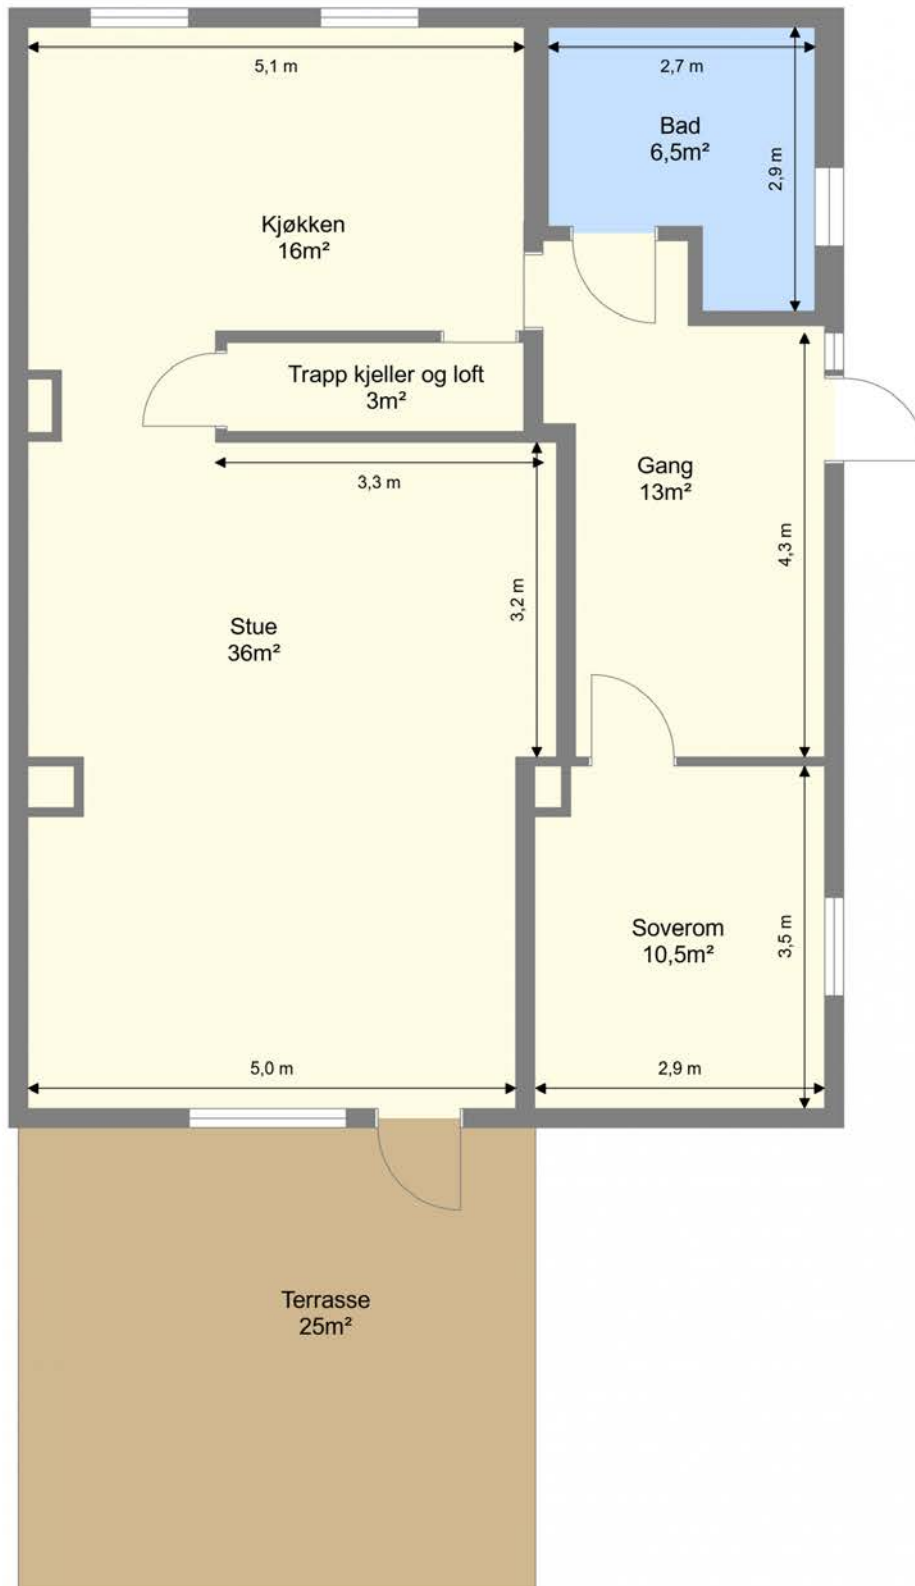 5,1 m
2,7 m
Bad
6,5m²
2,9 m
Kjøkken
16m²
Trapp kjeller og loft
3m²
3,3 m
Gang
13m²
4,3 m
3,2 m
Stue
36m²
Soverom
10,5m²
3,5 m
5,0 m
2,9 m
Terrasse
25m²